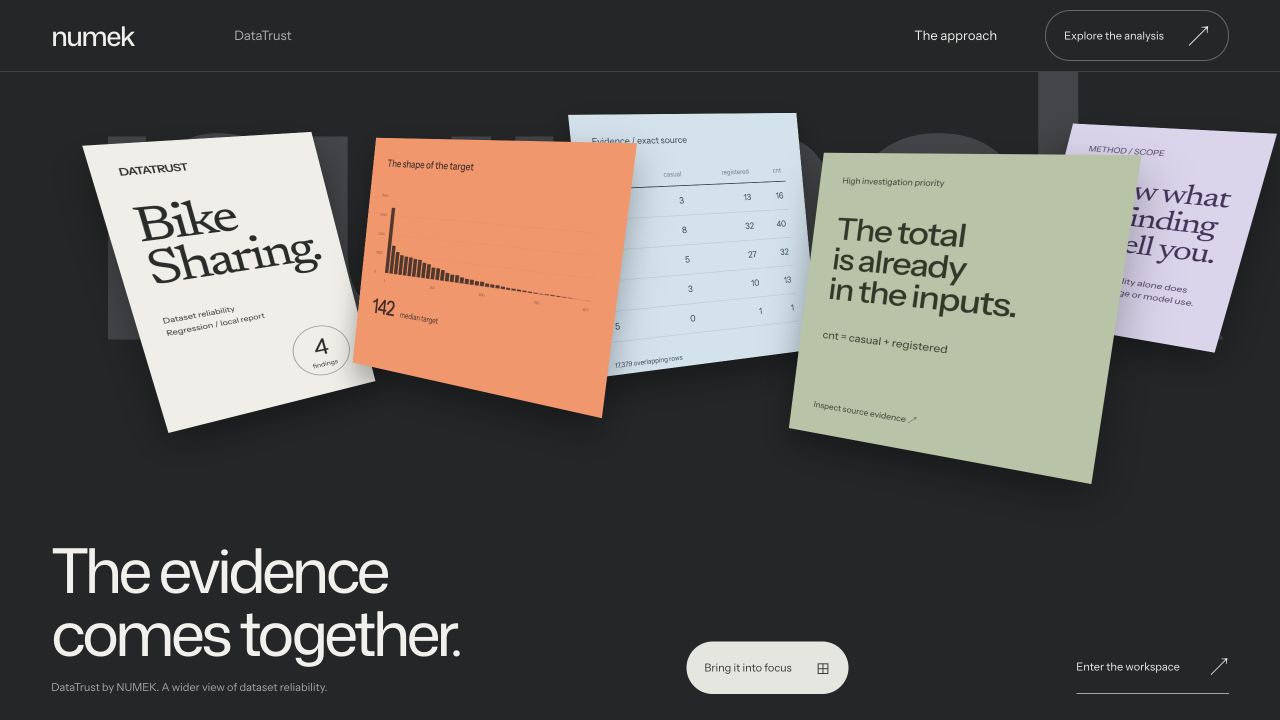 numek
DataTrust
The approach
Explore the analysis
DATATRUST
Bike
Sharing.
Dataset reliability
Regression / local report
4
findings
The shape of the target
142 median target
Evidence / exact source
casual registered cnt
3 13 16
8 32 40
5 27 32
3 10 13
5 0 1 1
17,379 overlapping rows
High investigation priority
The total
is already
in the inputs.
cnt = casual + registered
Inspect source evidence
METHOD / SCOPE
what
ell you.
alone does
or model use.
The evidence
comes together.
DataTrust by NUMEK. A wider view of dataset reliability.
Bring it into focus
Enter the workspace